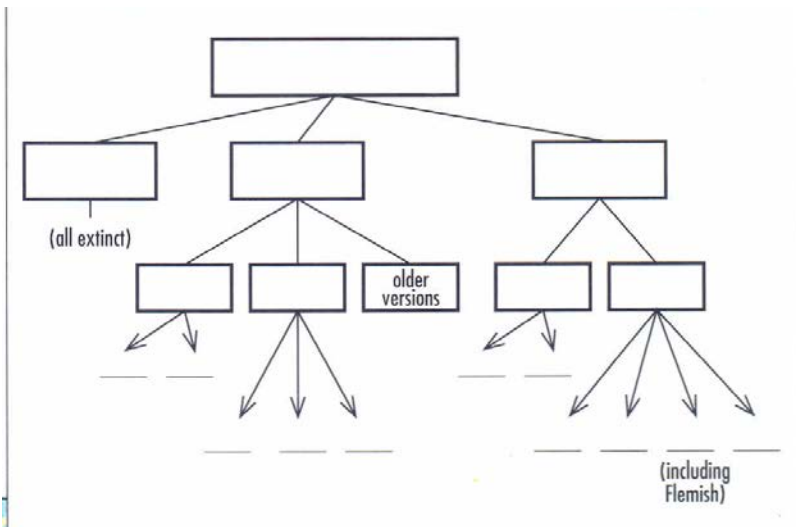 (all extinct)
older
versions
(including
Flemish)